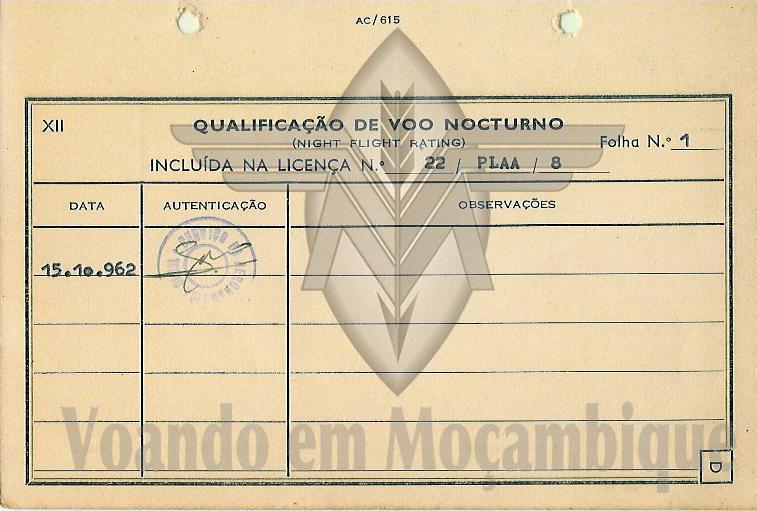 AC/615
XII
QUALIFICAÇÃO DE VOO NOCTURNO
(NIGHT FLIGHT RATING)
Folha N.º 1
INCLUÍDA NA LICENÇA N.º 22 / PLAA / 8
DATA AUTENTICAÇÃO OBSERVAÇÕES
15.10.962
Voando em Moçambique
D